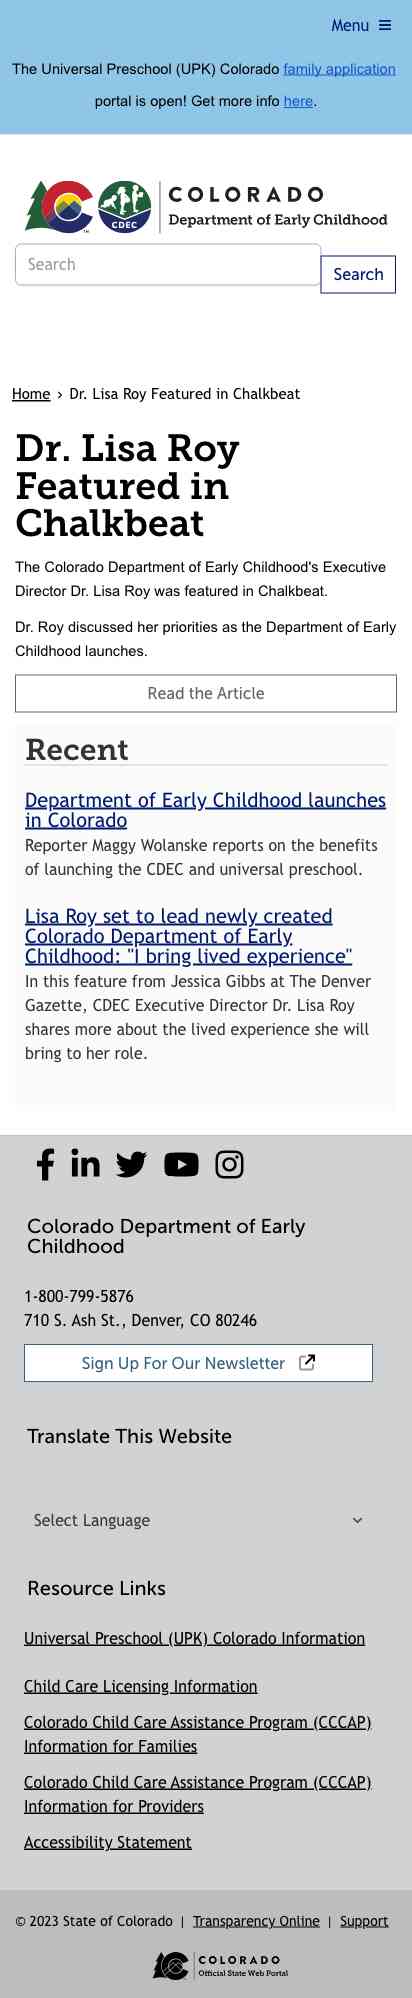 Menu
The Universal Preschool (UPK) Colorado family application
portal is open! Get more info here.
CDEC
COLORADO
Department of Early Childhood
Search
Search
Home › Dr. Lisa Roy Featured in Chalkbeat
Dr. Lisa Roy
Featured in
Chalkbeat
The Colorado Department of Early Childhood's Executive
Director Dr. Lisa Roy was featured in Chalkbeat.
Dr. Roy discussed her priorities as the Department of Early
Childhood launches.
Read the Article
Recent
Department of Early Childhood launches
in Colorado
Reporter Maggy Wolanske reports on the benefits
of launching the CDEC and universal preschool.
Lisa Roy set to lead newly created
Colorado Department of Early
Childhood: "I bring lived experience"
In this feature from Jessica Gibbs at The Denver
Gazette, CDEC Executive Director Dr. Lisa Roy
shares more about the lived experience she will
bring to her role.
Colorado Department of Early
Childhood
1-800-799-5876
710 S. Ash St., Denver, CO 80246
Sign Up For Our Newsletter
Translate This Website
Select Language
Resource Links
Universal Preschool (UPK) Colorado Information
Child Care Licensing Information
Colorado Child Care Assistance Program (CCCAP)
Information for Families
Colorado Child Care Assistance Program (CCCAP)
Information for Providers
Accessibility Statement
© 2023 State of Colorado | Transparency Online | Support
COLORADO
Official State Web Portal